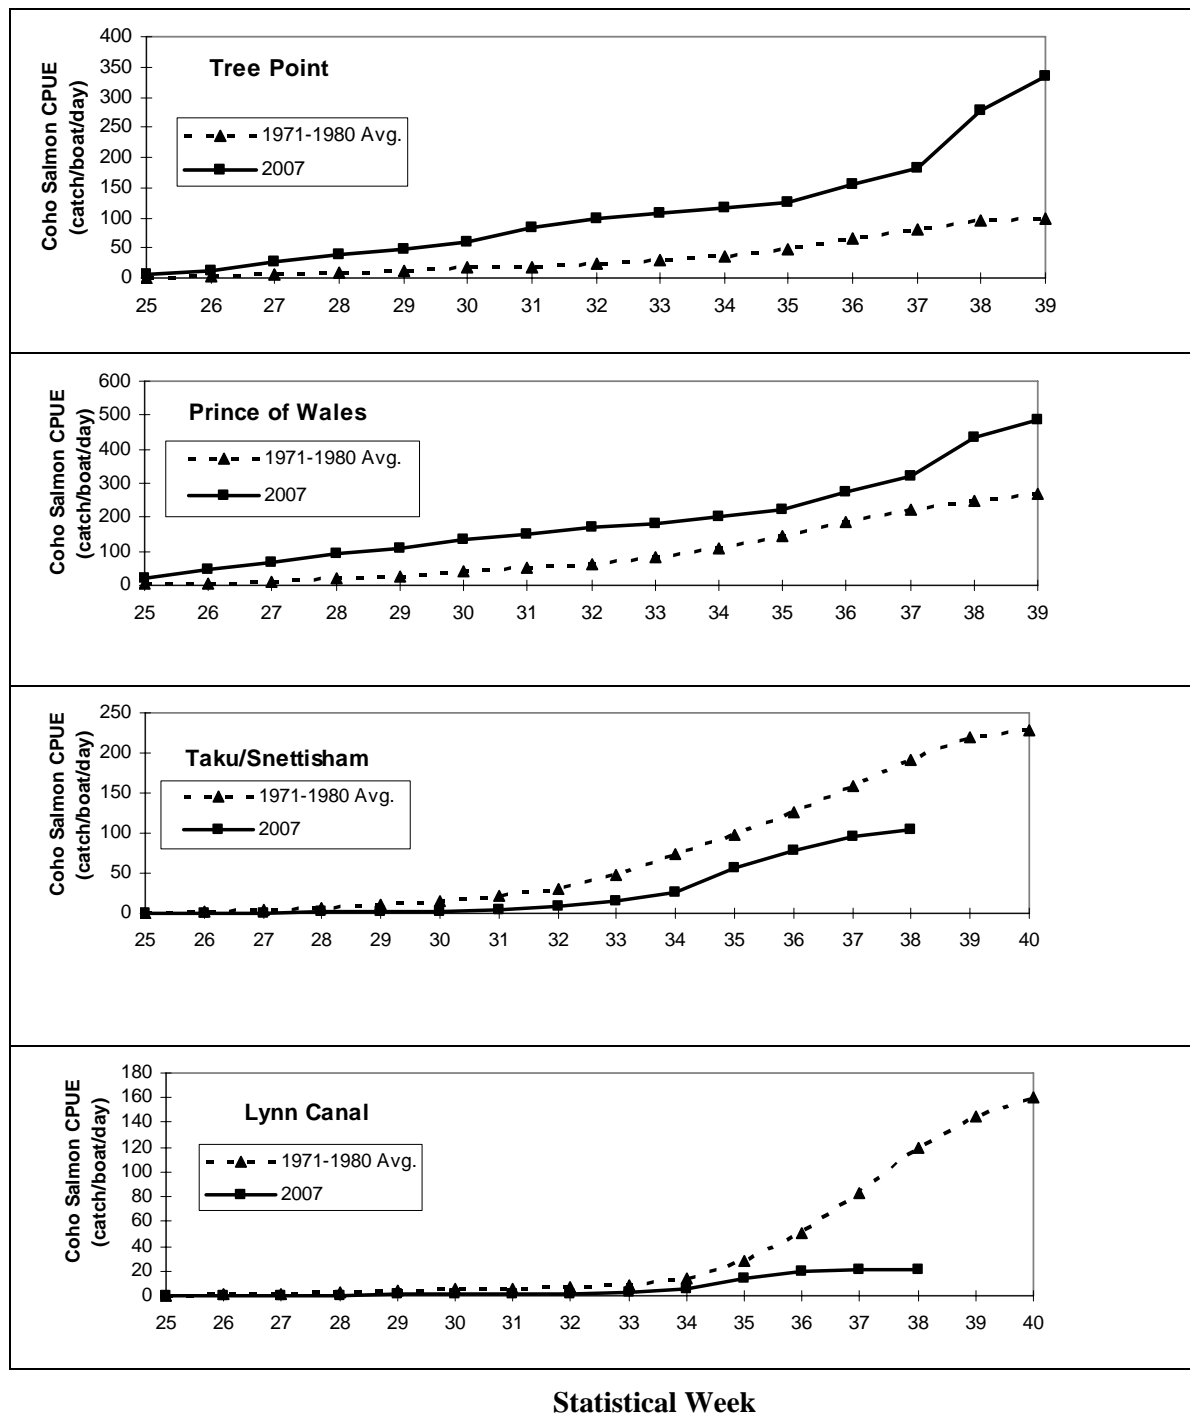 Coho Salmon CPUE
(catch/boat/day)
400
350
300
250
200
150
100
50
0
Tree Point
1971-1980 Avg.
2007
25 26 27 28 29 30 31 32 33 34 35 36 37 38 39
Coho Salmon CPUE
(catch/boat/day)
600
500
400
300
200
100
0
Prince of Wales
1971-1980 Avg.
2007
25 26 27 28 29 30 31 32 33 34 35 36 37 38 39
Coho Salmon CPUE
(catch/boat/day)
250
200
150
100
50
0
Taku/Snettisham
1971-1980 Avg.
2007
25 26 27 28 29 30 31 32 33 34 35 36 37 38 39 40
Coho Salmon CPUE
(catch/boat/day)
180
160
140
120
100
80
60
40
20
0
Lynn Canal
1971-1980 Avg.
2007
25 26 27 28 29 30 31 32 33 34 35 36 37 38 39 40
Statistical Week